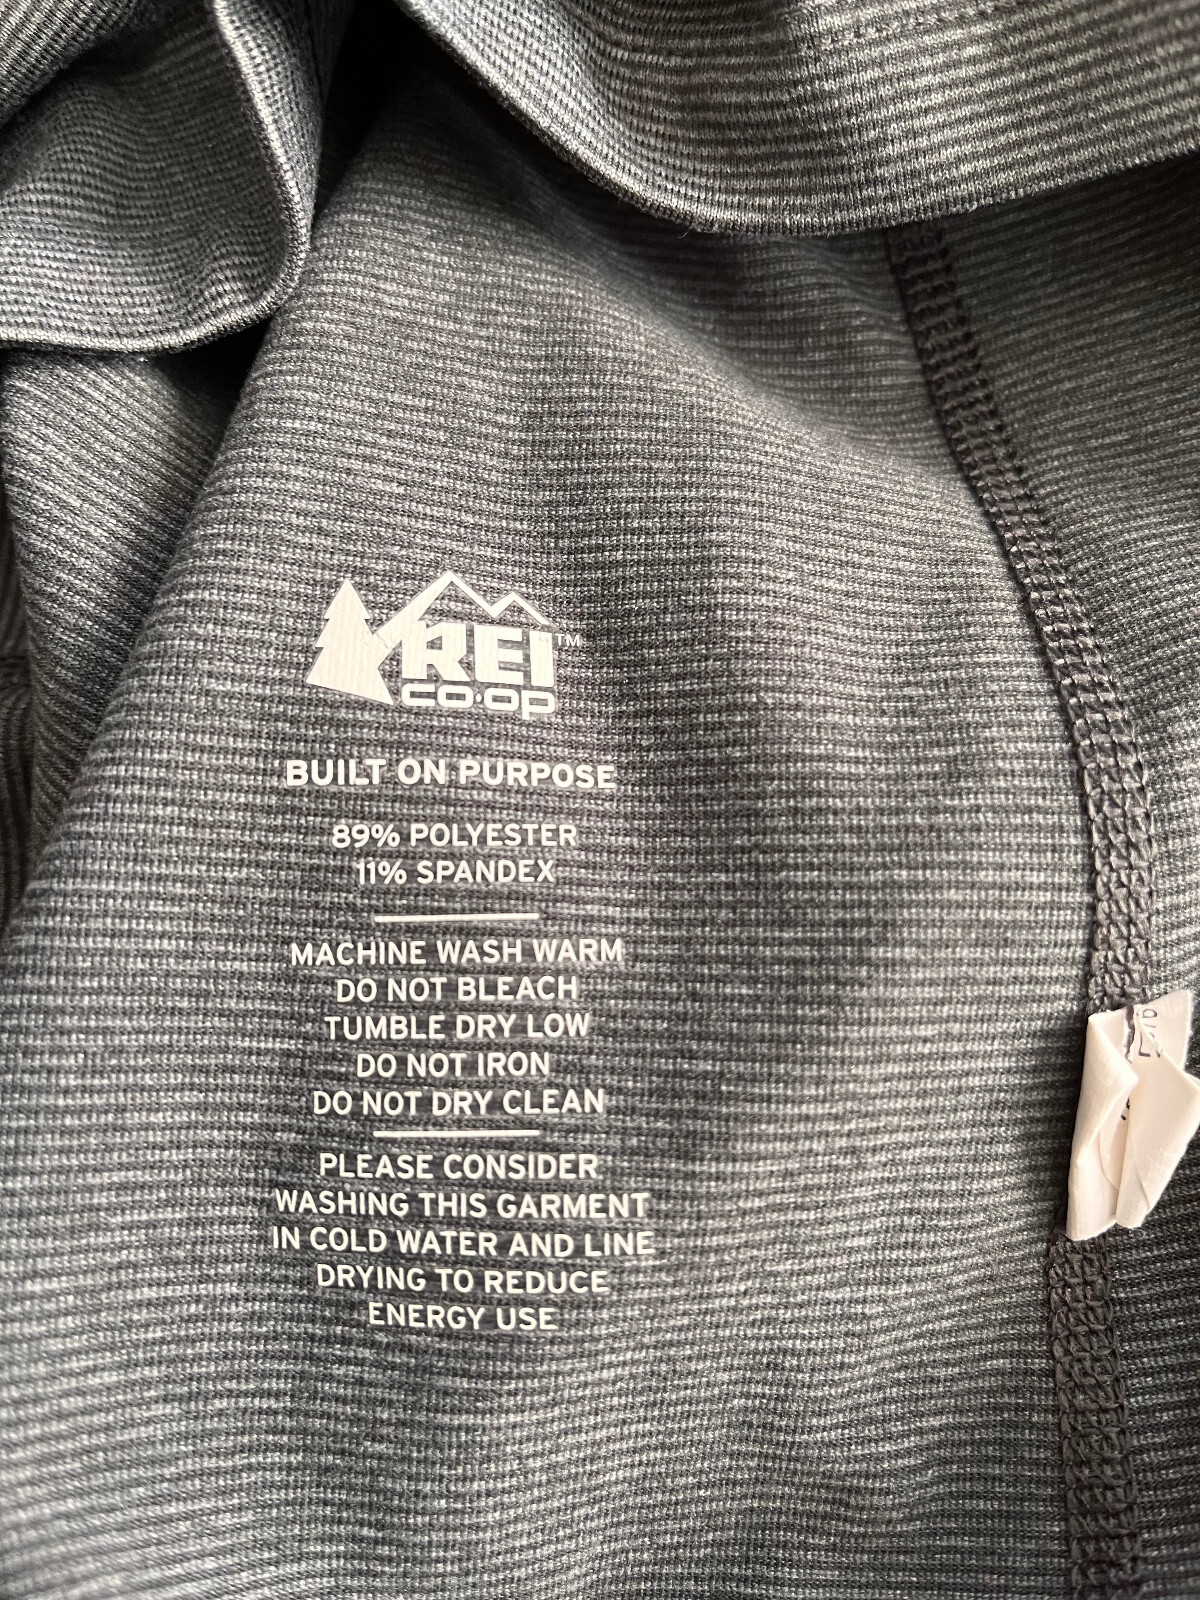 REI™
CO·OP
BUILT ON PURPOSE
89% POLYESTER
11% SPANDEX
MACHINE WASH WARM
DO NOT BLEACH
TUMBLE DRY LOW
DO NOT IRON
DO NOT DRY CLEAN
PLEASE CONSIDER
WASHING THIS GARMENT
IN COLD WATER AND LINE
DRYING TO REDUCE
ENERGY USE